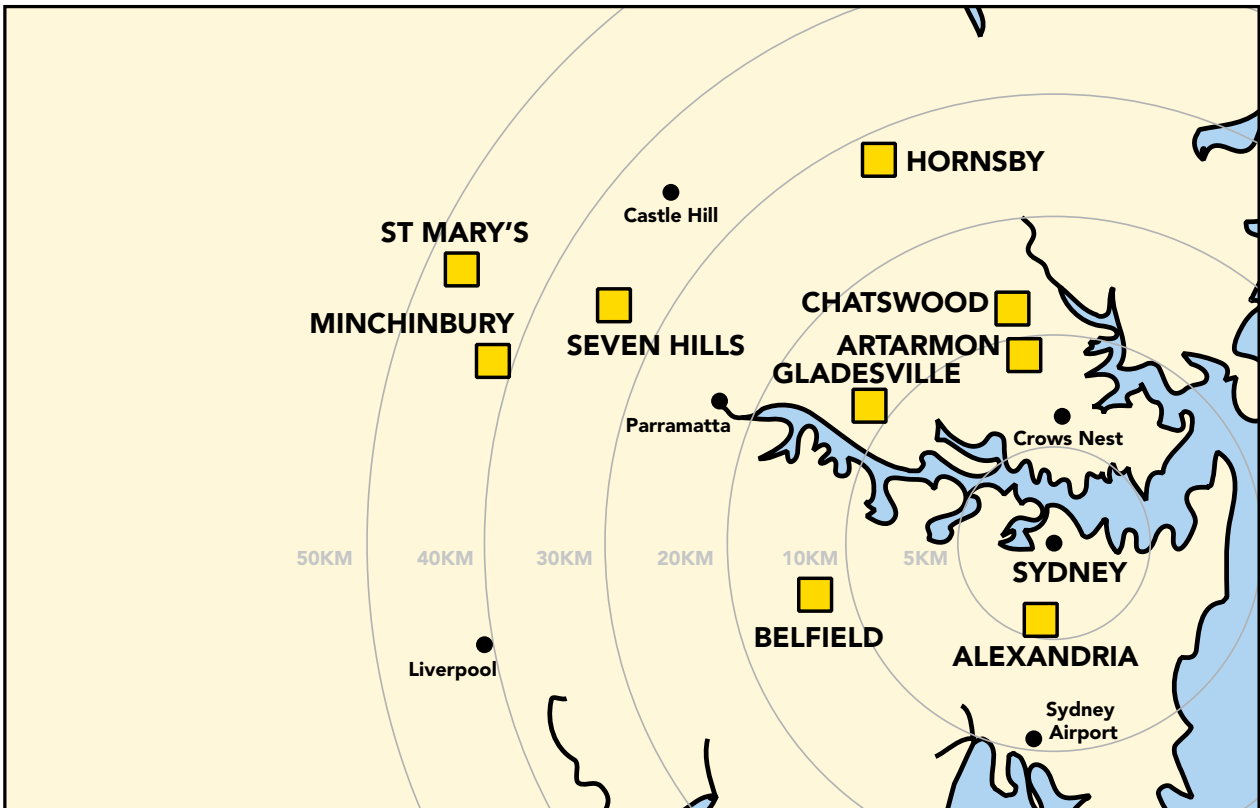 HORNSBY
Castle Hill
ST MARY'S
CHATSWOOD
MINCHINBURY
SEVEN HILLS
ARTARMON
GLADESVILLE
Parramatta
Crows Nest
50KM
40KM
30KM
20KM
10KM
5KM
SYDNEY
BELFIELD
ALEXANDRIA
Liverpool
Sydney
Airport